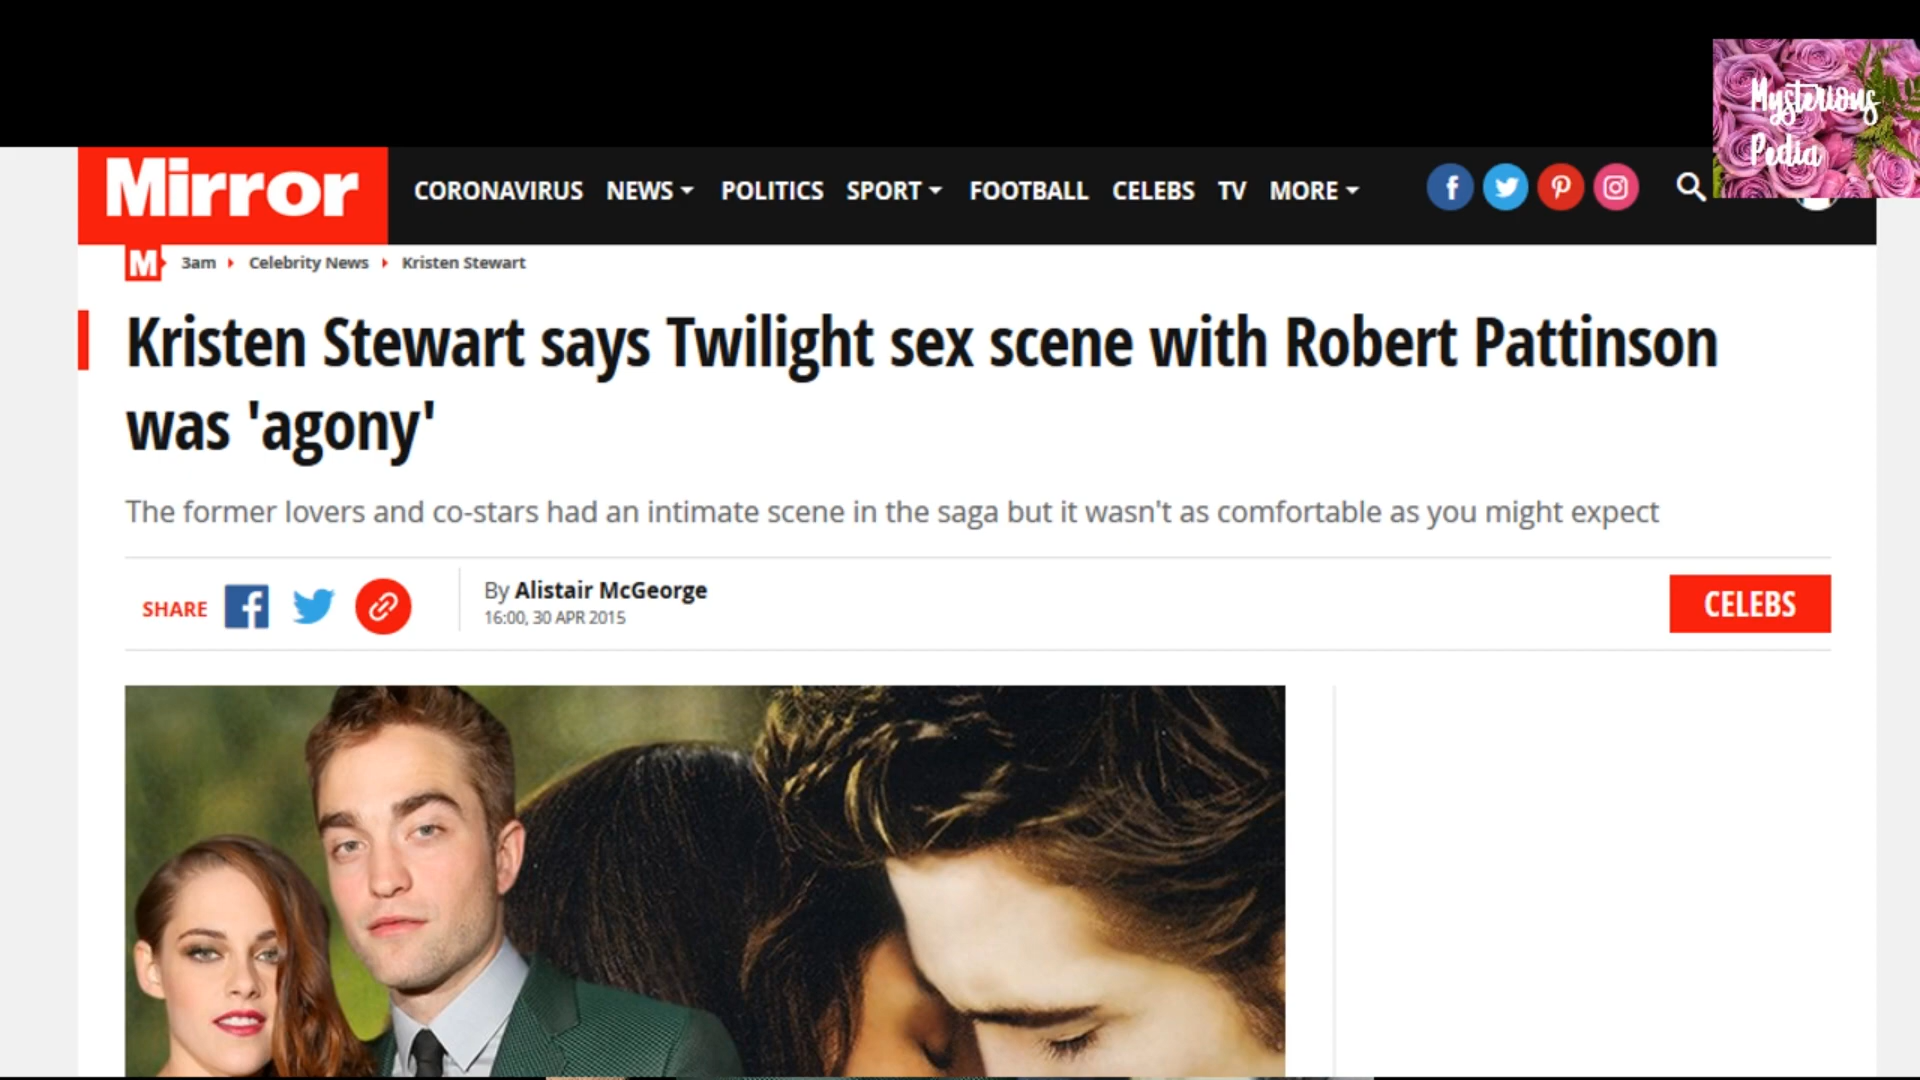 Mysterious
Pedia
Mirror
CORONAVIRUS NEWS POLITICS SPORT FOOTBALL CELEBS TV MORE
M 3am Celebrity News Kristen Stewart
Kristen Stewart says Twilight sex scene with Robert Pattinson
was 'agony'
The former lovers and co-stars had an intimate scene in the saga but it wasn't as comfortable as you might expect
SHARE
By Alistair McGeorge
16:00, 30 APR 2015
CELEBS